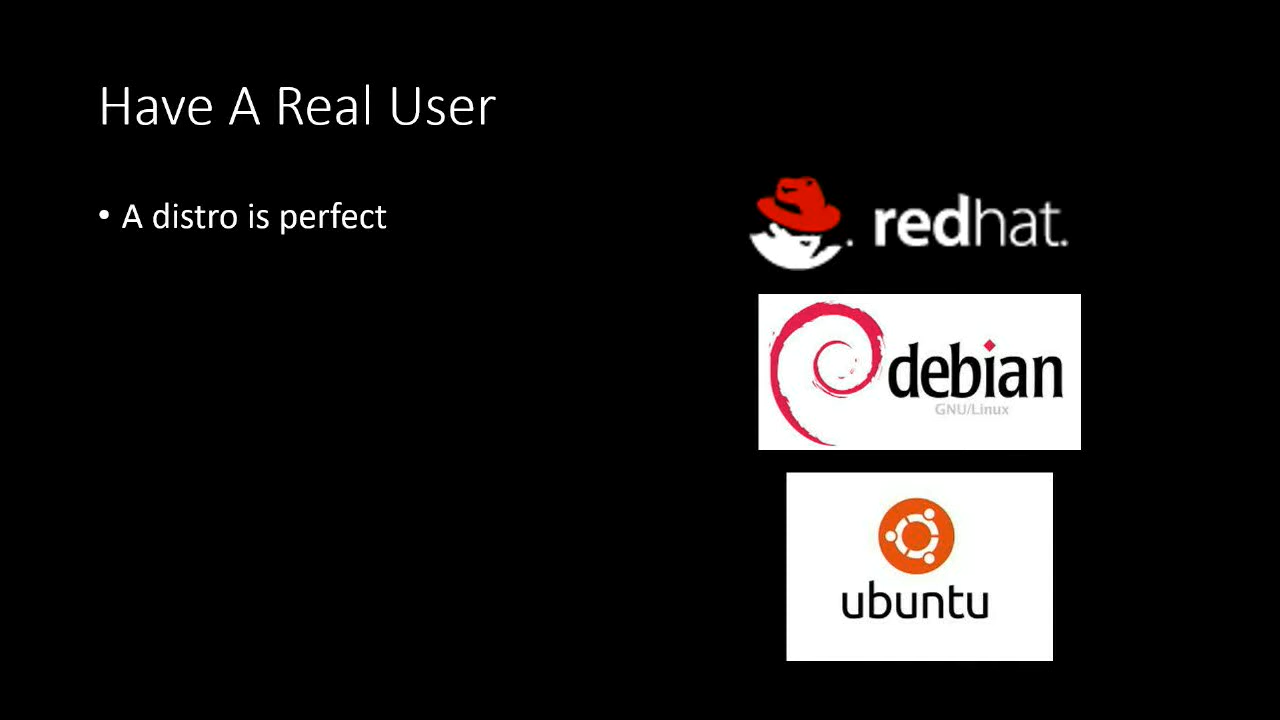 Have A Real User
• A distro is perfect
redhat.
debian
GNU/Linux
ubuntu